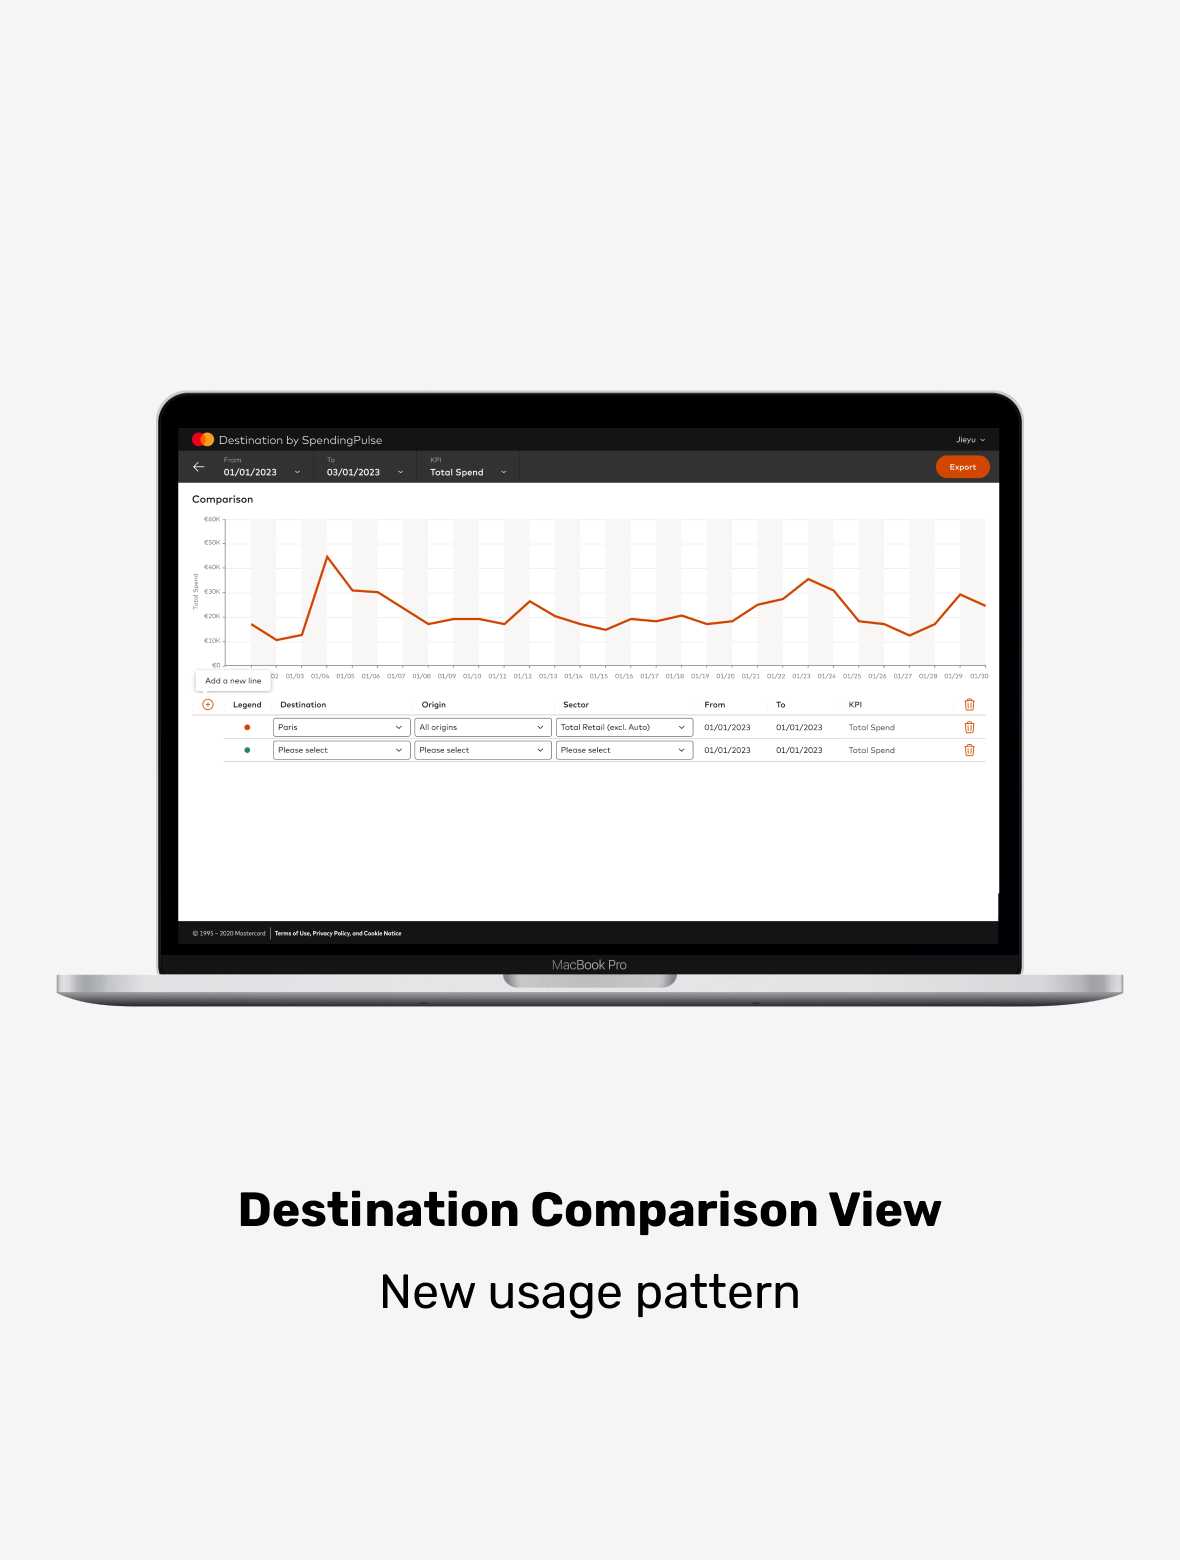 Destination by SpendingPulse
Jieyu
From
To
KPI
01/01/2023
03/01/2023
Total Spend
Export
Comparison
€60K
€50K
€40K
€30K
€20K
€10K
€0
Total Spend
02 01/03 01/04 01/05 01/06 01/07 01/08 01/09 01/10 01/11 01/12 01/13 01/14 01/15 01/16 01/17 01/18 01/19 01/20 01/21 01/22 01/23 01/24 01/25 01/26 01/27 01/28 01/29 01/30
Add a new line
Legend Destination Origin Sector From To KPI
Paris All origins Total Retail (excl. Auto) 01/01/2023 01/01/2023 Total Spend
Please select Please select Please select 01/01/2023 01/01/2023 Total Spend
© 1995 – 2020 Mastercard | Terms of Use, Privacy Policy, and Cookie Notice
MacBook Pro
Destination Comparison View
New usage pattern